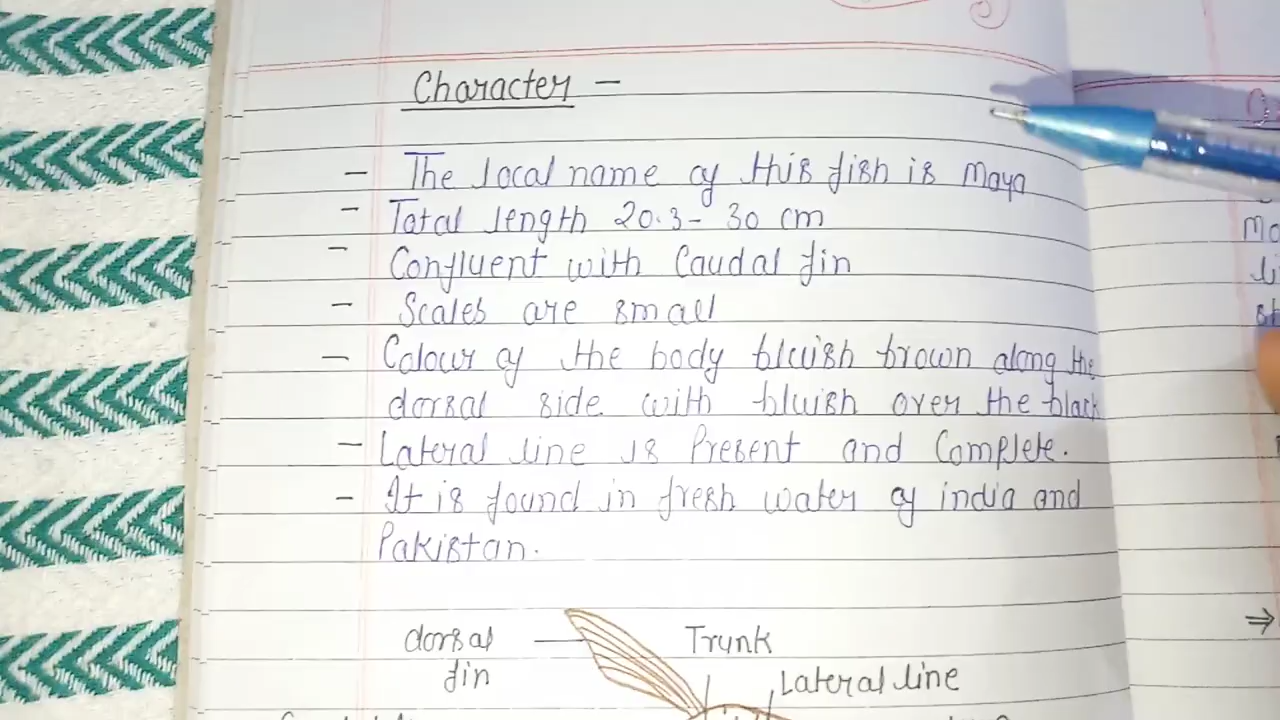 Character -
- The local name of this fish is Moya
- Total length 20.3 - 30 cm
- Confluent with Caudal fin
- Scales are small
- Colour of the body bluish brown along the
dorsal side with bluish over the black
- Lateral line is Present and Complete.
- It is found in fresh water of india and
Pakistan.
dorsal Trunk
fin Lateral line